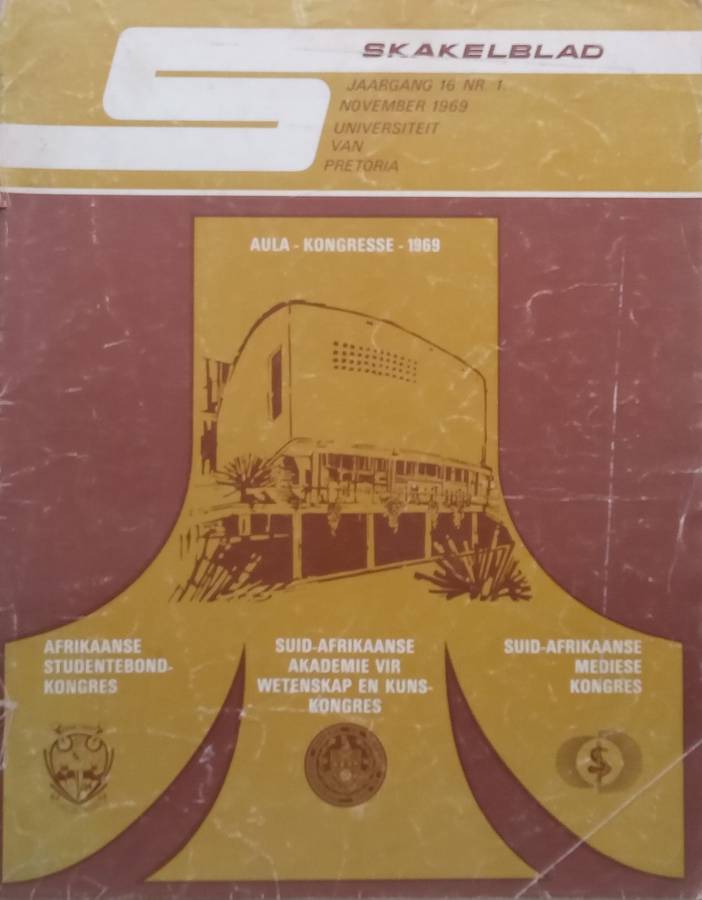 SKAKELBLAD
JAARGANG 16 NR. 1.
NOVEMBER 1969
UNIVERSITEIT
VAN
PRETORIA
AULA - KONGRESSE - 1969
AFRIKAANSE
STUDENTEBOND-
KONGRES
SUID-AFRIKAANSE
AKADEMIE VIR
WETENSKAP EN KUNS-
KONGRES
SUID-AFRIKAANSE
MEDIESE
KONGRES